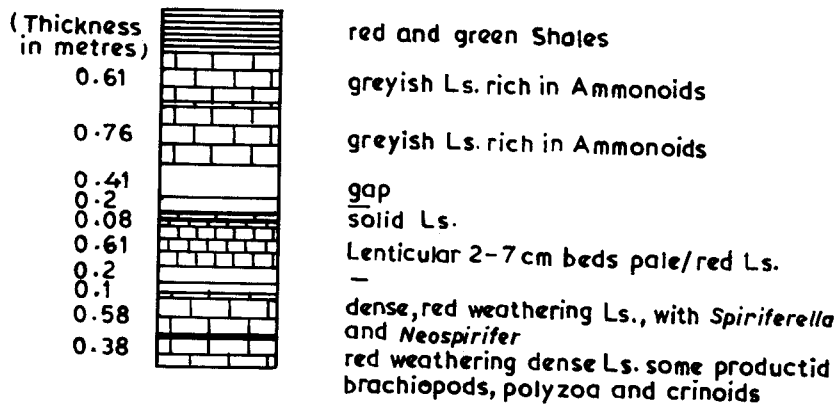 (Thickness
in metres)
red and green Shales
0.61
greyish Ls. rich in Ammonoids
0.76
greyish Ls. rich in Ammonoids
0.41
gap
0.2
0.08
solid Ls.
0.61
Lenticular 2-7 cm beds pale/red Ls.
0.2
0.1
0.58
dense, red weathering Ls., with Spiriferella
and Neospirifer
0.38
red weathering dense Ls. some productid
brachiopods, polyzoa and crinoids